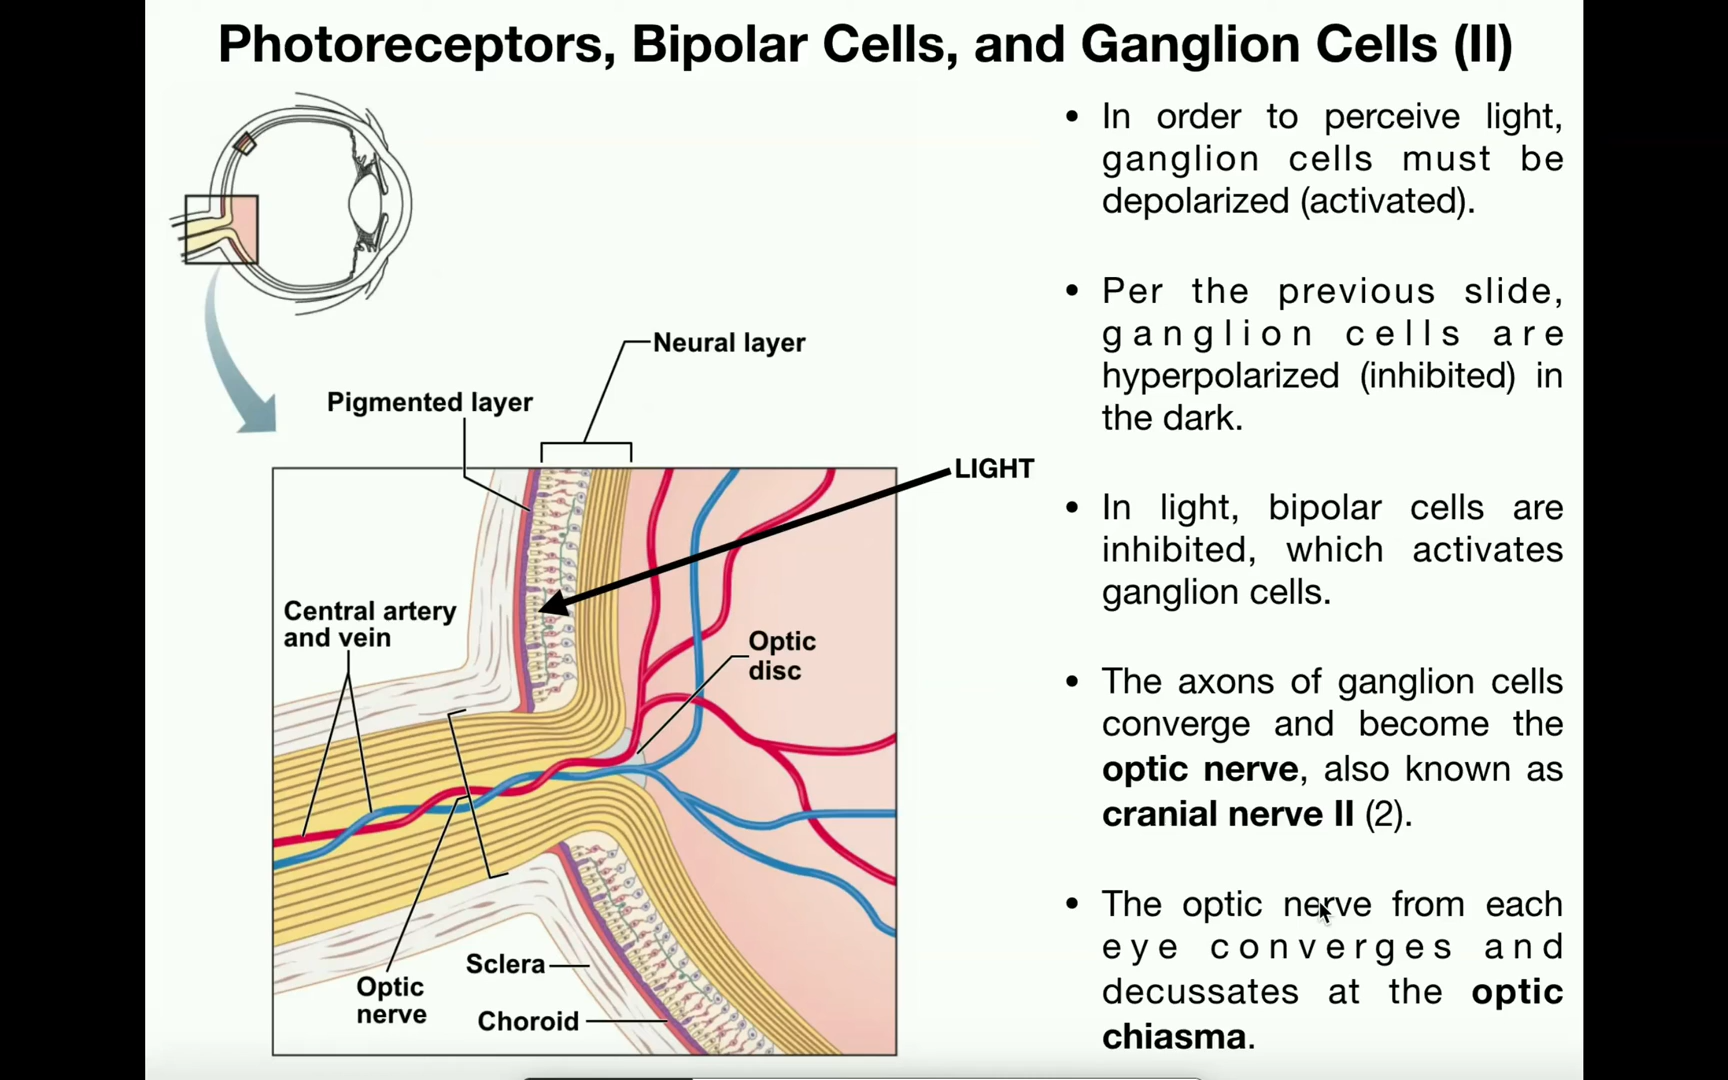 Photoreceptors, Bipolar Cells, and Ganglion Cells (II)
Neural layer
Pigmented layer
LIGHT
Central artery
and vein
Optic
disc
Optic
nerve
Sclera
Choroid
• In order to perceive light,
ganglion cells must be
depolarized (activated).
• Per the previous slide,
ganglion cells are
hyperpolarized (inhibited) in
the dark.
• In light, bipolar cells are
inhibited, which activates
ganglion cells.
• The axons of ganglion cells
converge and become the
optic nerve, also known as
cranial nerve II (2).
• The optic nerve from each
eye converges and
decussates at the optic
chiasma.